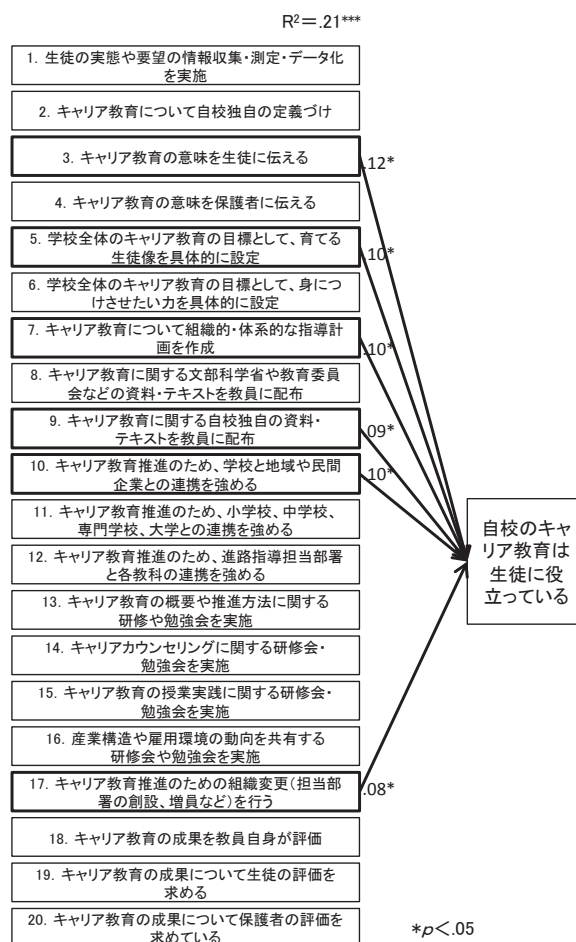 R²＝.21***
1. 生徒の実態や要望の情報収集・測定・データ化
を実施
2. キャリア教育について自校独自の定義づけ
3. キャリア教育の意味を生徒に伝える
.12*
4. キャリア教育の意味を保護者に伝える
5. 学校全体のキャリア教育の目標として、育てる
生徒像を具体的に設定
.10*
6. 学校全体のキャリア教育の目標として、身につ
けさせたい力を具体的に設定
7. キャリア教育について組織的・体系的な指導計
画を作成
.10*
8. キャリア教育に関する文部科学省や教育委員
会などの資料・テキストを教員に配布
9. キャリア教育に関する自校独自の資料・
テキストを教員に配布
.09*
10. キャリア教育推進のため、学校と地域や民間
企業との連携を強める
.10*
11. キャリア教育推進のため、小学校、中学校、
専門学校、大学との連携を強める
12. キャリア教育推進のため、進路指導担当部署
と各教科の連携を強める
13. キャリア教育の概要や推進方法に関する
研修や勉強会を実施
14. キャリアカウンセリングに関する研修会・
勉強会を実施
15. キャリア教育の授業実践に関する研修会・
勉強会を実施
16. 産業構造や雇用環境の動向を共有する
研修会や勉強会を実施
17. キャリア教育推進のための組織変更（担当部
署の創設、増員など）を行う
.08*
18. キャリア教育の成果を教員自身が評価
19. キャリア教育の成果について生徒の評価を
求める
20. キャリア教育の成果について保護者の評価を
求めている
自校のキャ
リア教育は
生徒に役
立っている
*p＜.05